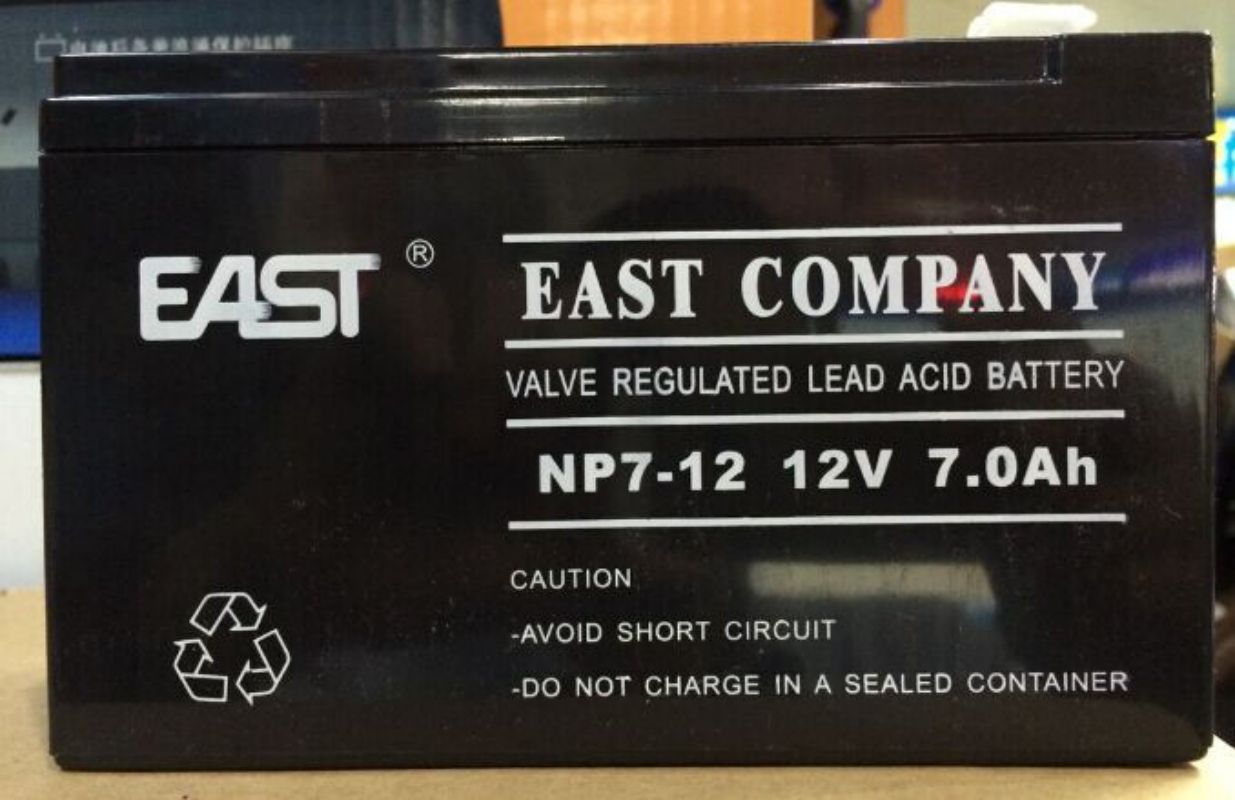 EAST ®
EAST COMPANY
VALVE REGULATED LEAD ACID BATTERY
NP7-12 12V 7.0Ah
CAUTION
-AVOID SHORT CIRCUIT
-DO NOT CHARGE IN A SEALED CONTAINER